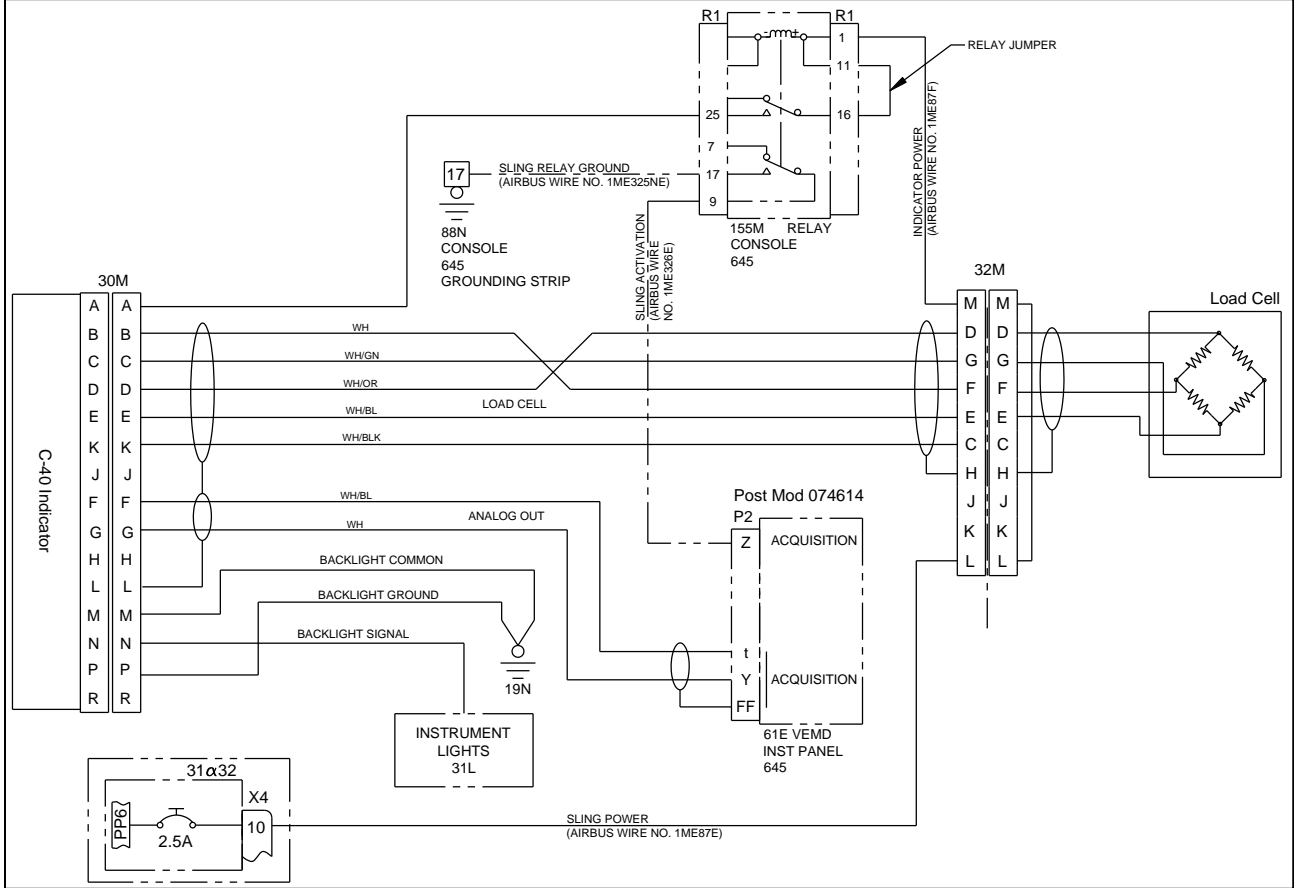 R1
R1
1
RELAY JUMPER
11
25
16
7
17
9
INDICATOR POWER
(AIRBUS WIRE NO. 1ME87F)
17
SLING RELAY GROUND
(AIRBUS WIRE NO. 1ME325NE)
88N
CONSOLE
645
GROUNDING STRIP
155M RELAY
CONSOLE
645
SLING ACTIVATION
(AIRBUS WIRE
NO. 1ME326E)
30M
32M
Load Cell
C-40 Indicator
A A
B B
C C
D D
E E
K K
J J
F F
G G
H H
L L
M M
N N
P P
R R
WH
WH/GN
WH/OR
LOAD CELL
WH/BL
WH/BLK
WH/BL
ANALOG OUT
WH
BACKLIGHT COMMON
BACKLIGHT GROUND
BACKLIGHT SIGNAL
M M
D D
G G
F F
E E
C C
H H
J J
K K
L L
19N
INSTRUMENT
LIGHTS
31L
Post Mod 074614
P2
Z ACQUISITION
t
Y ACQUISITION
FF
61E VEMD
INST PANEL
645
31α32
X4
PP6
2.5A
10
SLING POWER
(AIRBUS WIRE NO. 1ME87E)